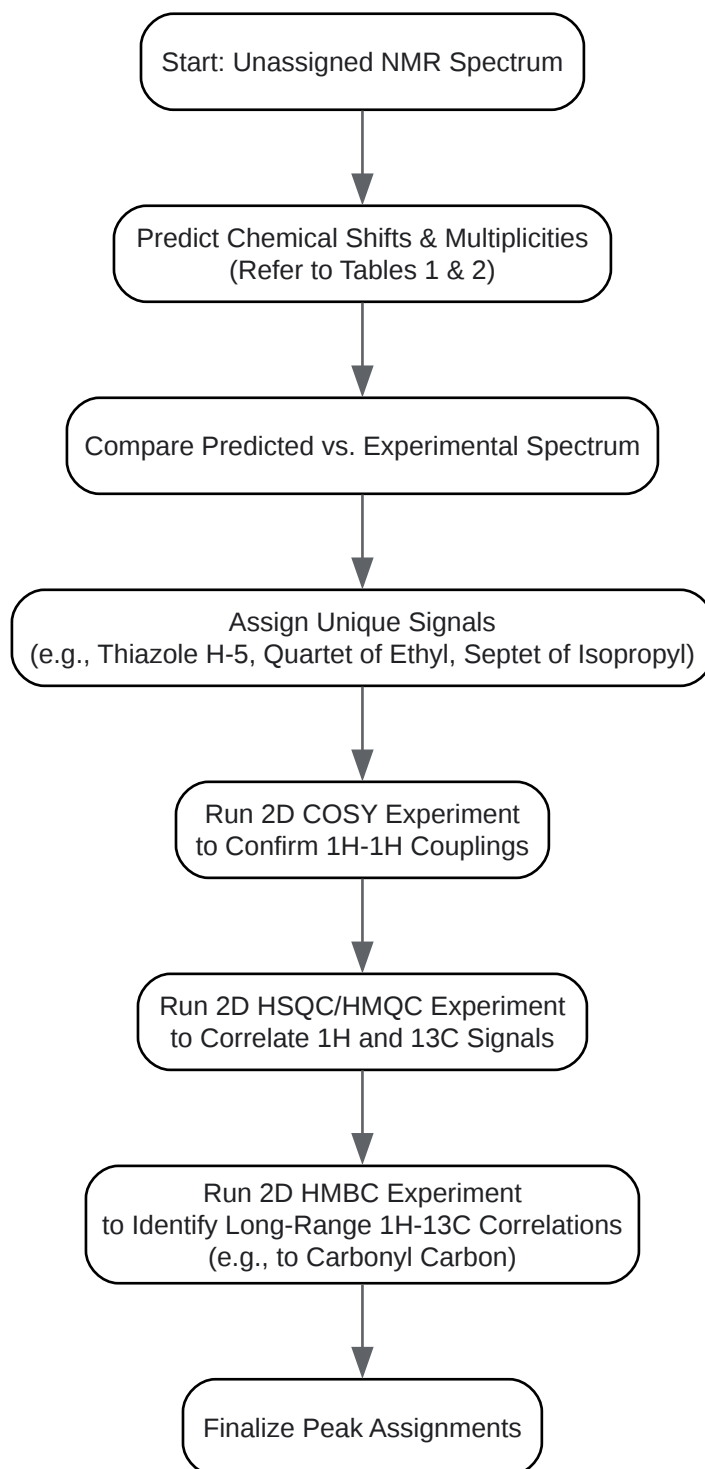 Start: Unassigned NMR Spectrum
Predict Chemical Shifts & Multiplicities
(Refer to Tables 1 & 2)
Compare Predicted vs. Experimental Spectrum
Assign Unique Signals
(e.g., Thiazole H-5, Quartet of Ethyl, Septet of Isopropyl)
Run 2D COSY Experiment
to Confirm 1H-1H Couplings
Run 2D HSQC/HMQC Experiment
to Correlate 1H and 13C Signals
Run 2D HMBC Experiment
to Identify Long-Range 1H-13C Correlations
(e.g., to Carbonyl Carbon)
Finalize Peak Assignments